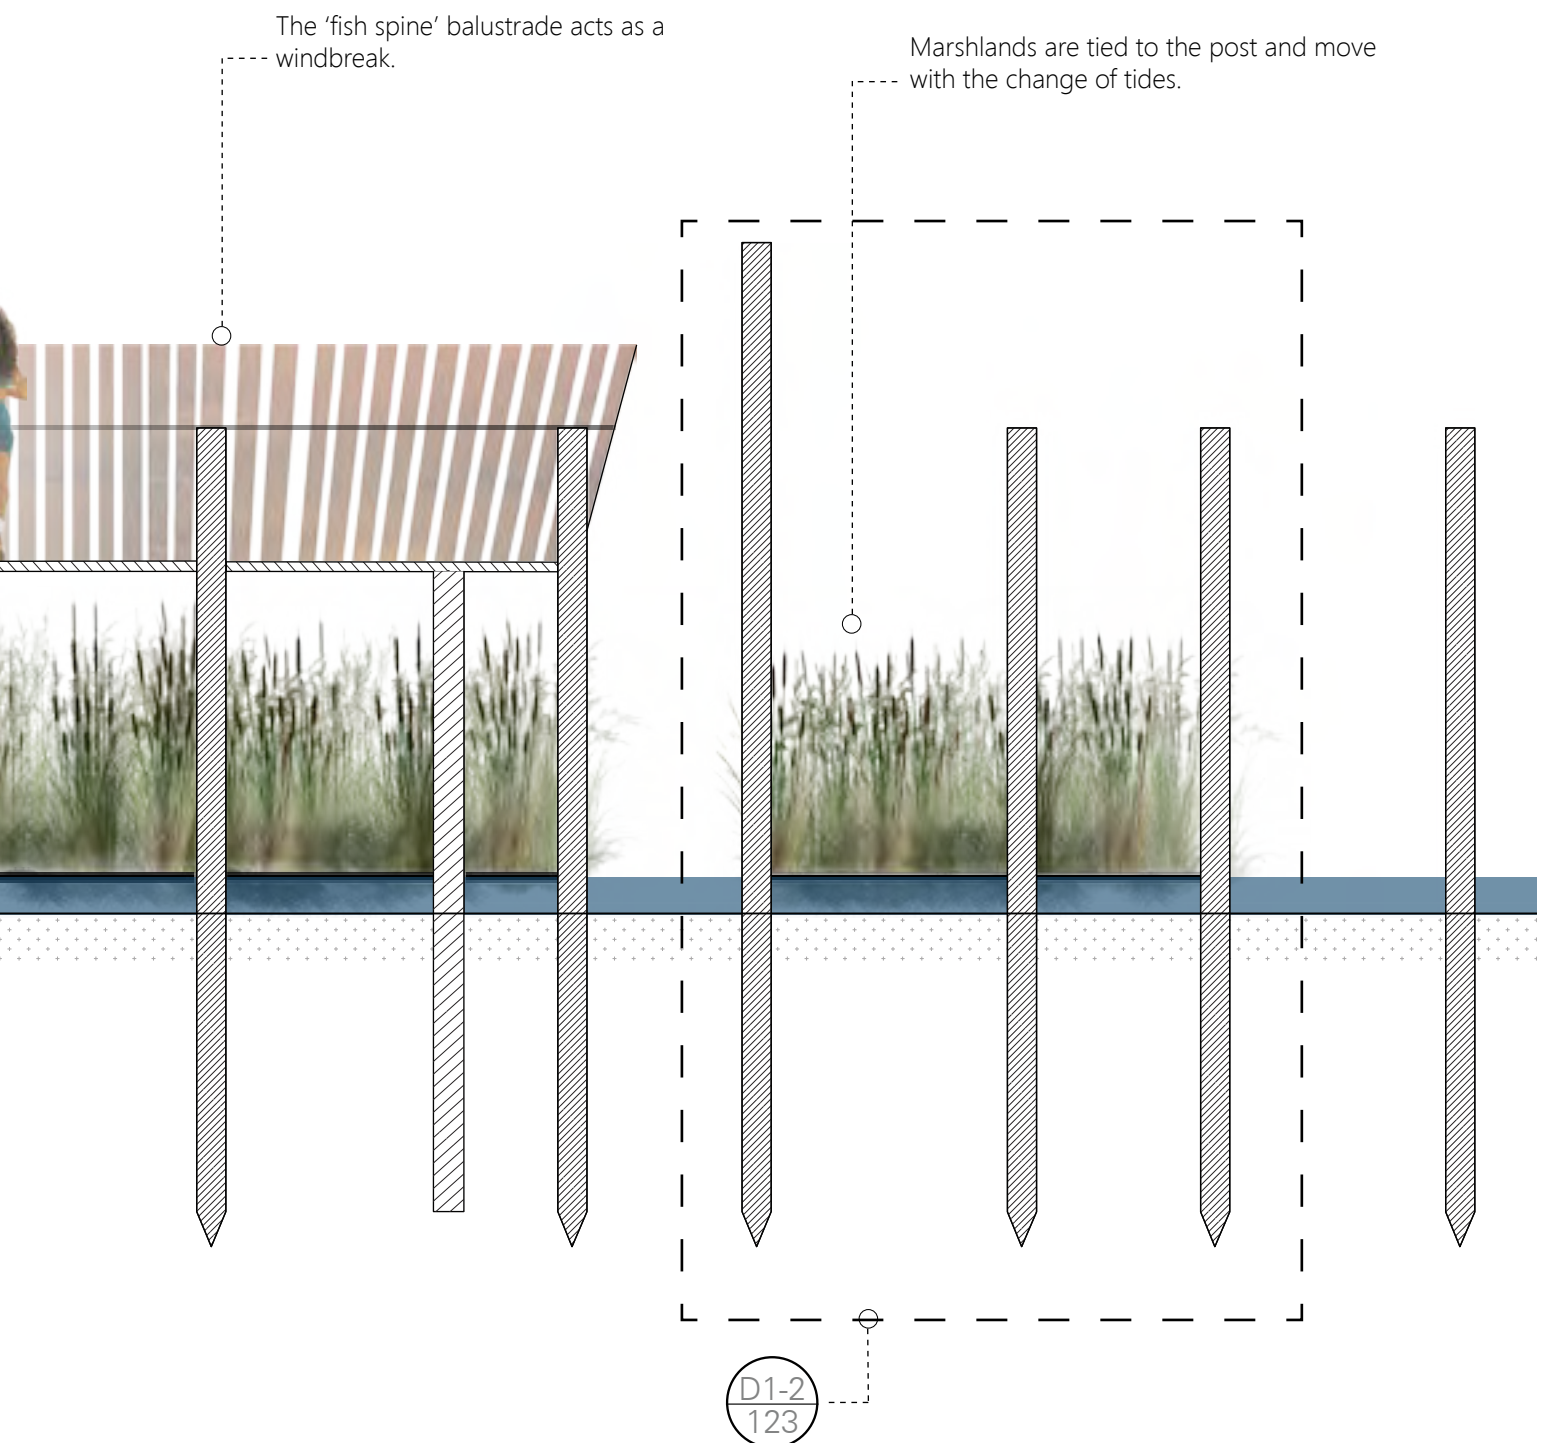 The ‘fish spine’ balustrade acts as a
windbreak.
Marshlands are tied to the post and move
with the change of tides.
D1-2
123